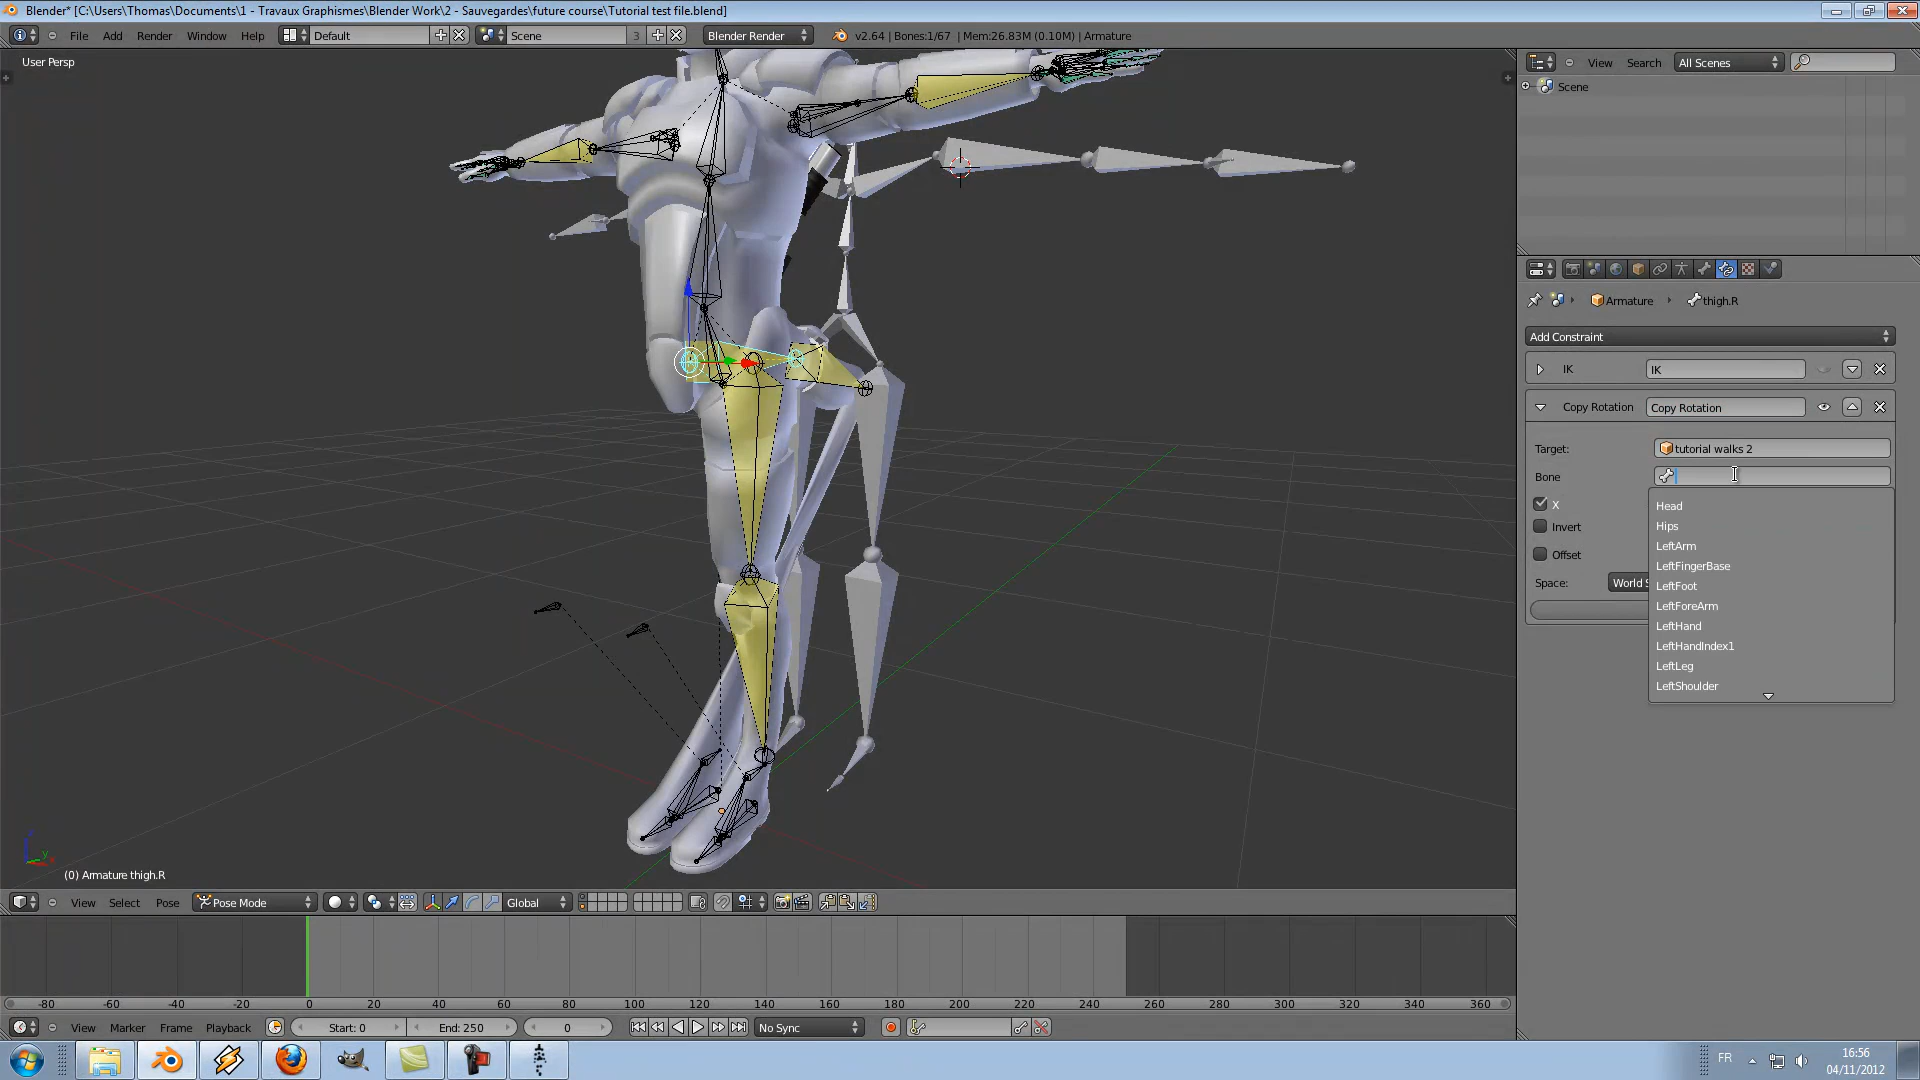 Blender* [C:\Users\Thomas\Documents\1 - Travaux Graphismes\Blender Work\2 - Sauvegardes\future course\Tutorial test file.blend]
File Add Render Window Help Default Scene 3 Blender Render v2.64 | Bones:1/67 | Mem:26.83M (0.10M) | Armature
User Persp
View Search All Scenes
Scene
Armature thigh.R
Add Constraint
IK IK
Copy Rotation Copy Rotation
Target: tutorial walks 2
Bone
X
Invert
Offset
Space: World S
Head
Hips
LeftArm
LeftFingerBase
LeftFoot
LeftForeArm
LeftHand
LeftHandIndex1
LeftLeg
LeftShoulder
(0) Armature thigh.R
View Select Pose Pose Mode Global
-80 -60 -40 -20 0 20 40 60 80 100 120 140 160 180 200 220 240 260 280 300 320 340 360
View Marker Frame Playback Start: 0 End: 250 0 No Sync
FR
16:56
04/11/2012